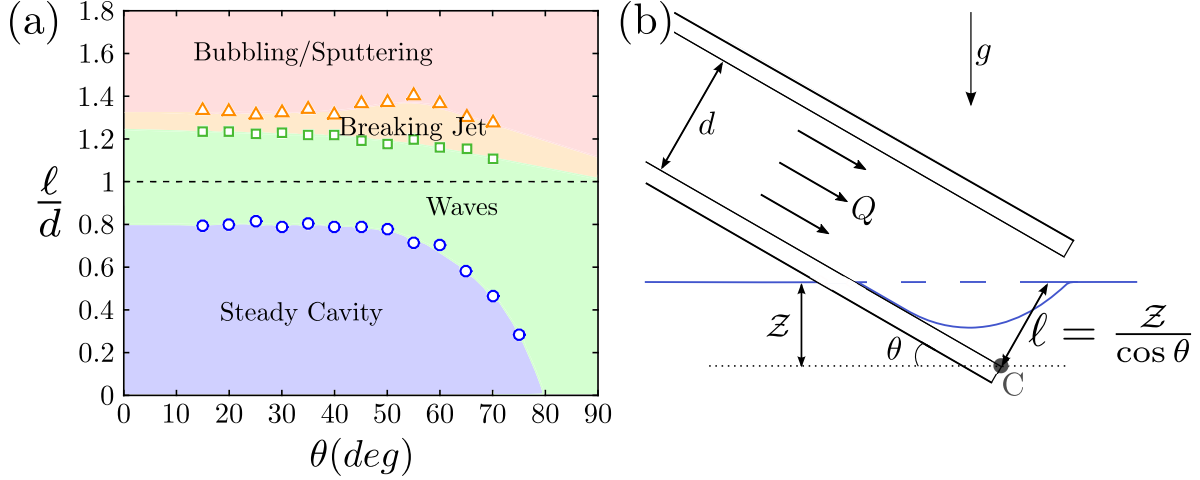 (a)
1.8
1.6
1.4
1.2
1
0.8
0.6
0.4
0.2
0
ℓ/d
Bubbling/Sputtering
Breaking Jet
Waves
Steady Cavity
0 10 20 30 40 50 60 70 80 90
θ(deg)
(b)
g
d
Q
𝓏
θ
ℓ = 𝓏/cos θ
C